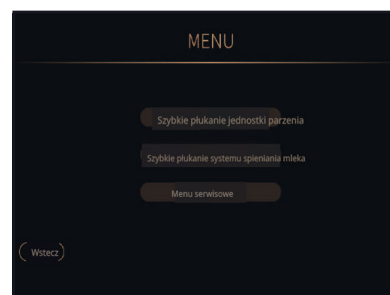 MENU
Szybkie płukanie jednostki parzenia
Szybkie płukanie systemu spieniania mleka
Menu serwisowe
Wstecz